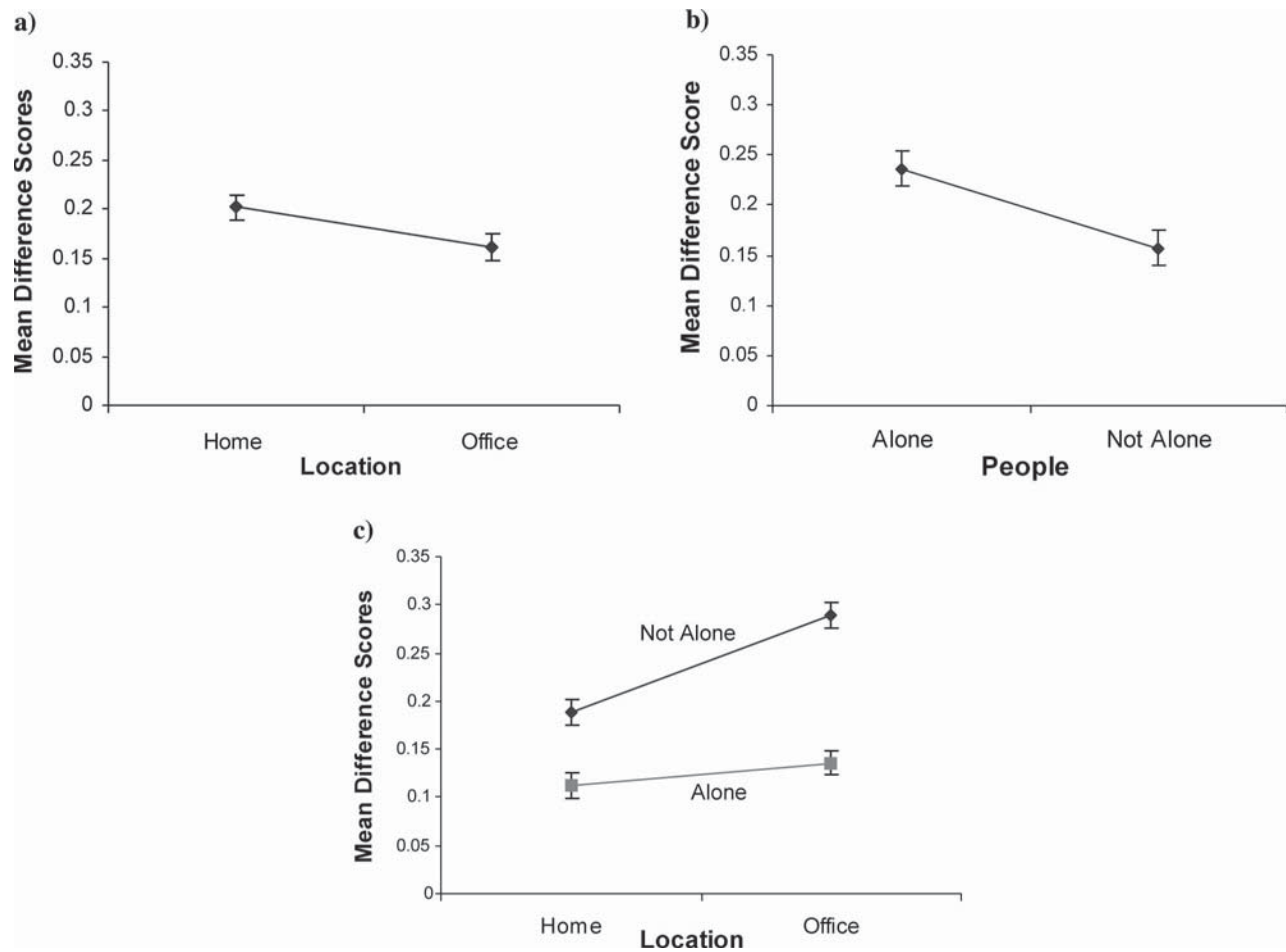 a)
Mean Difference Scores
0.35
0.3
0.25
0.2
0.15
0.1
0.05
0
Home Office
Location
b)
Mean Difference Score
0.35
0.3
0.25
0.2
0.15
0.1
0.05
0
Alone Not Alone
People
c)
Mean Difference Scores
0.35
0.3
0.25
0.2
0.15
0.1
0.05
0
Not Alone
Alone
Home Office
Location